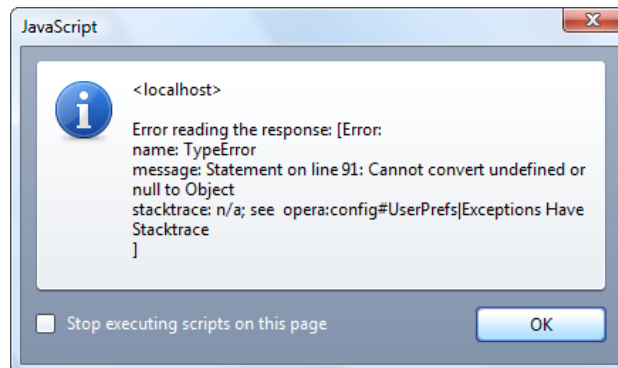 JavaScript
<localhost>
Error reading the response: [Error:
name: TypeError
message: Statement on line 91: Cannot convert undefined or
null to Object
stacktrace: n/a; see  opera:config#UserPrefs|Exceptions Have
Stacktrace
]
Stop executing scripts on this page
OK